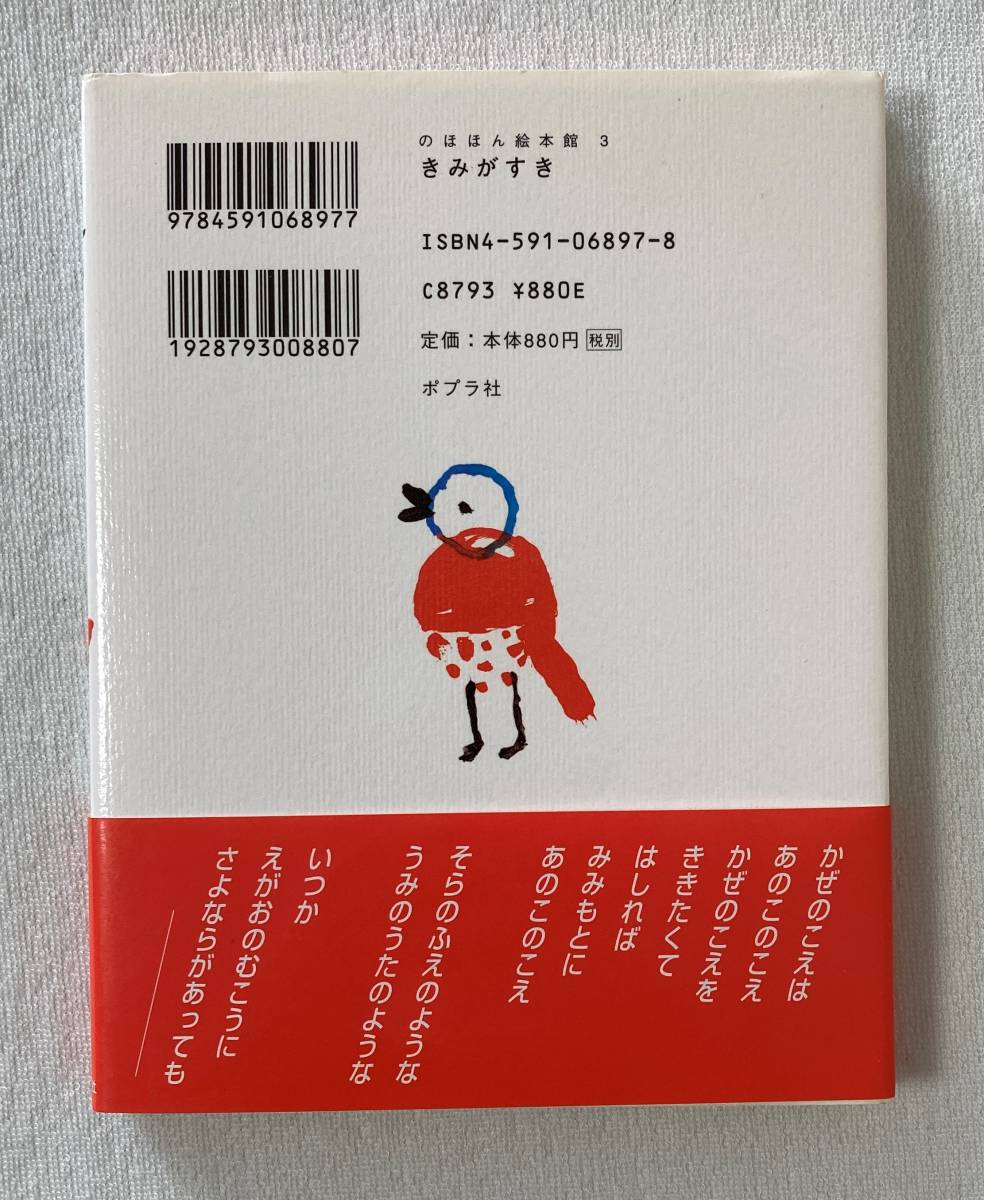 のほほん絵本館 3
きみがすき
9784591068977
ISBN4-591-06897-8
C8793 ¥880E
1928793008807
定価：本体880円 税別
ポプラ社
かぜのこえは
あのこのこえ
かぜのこえを
ききたくて
はしれば
みみもとに
あのこのこえ
そらのふえのような
うみのうたのような
いつか
えがおのむこうに
さよならがあっても